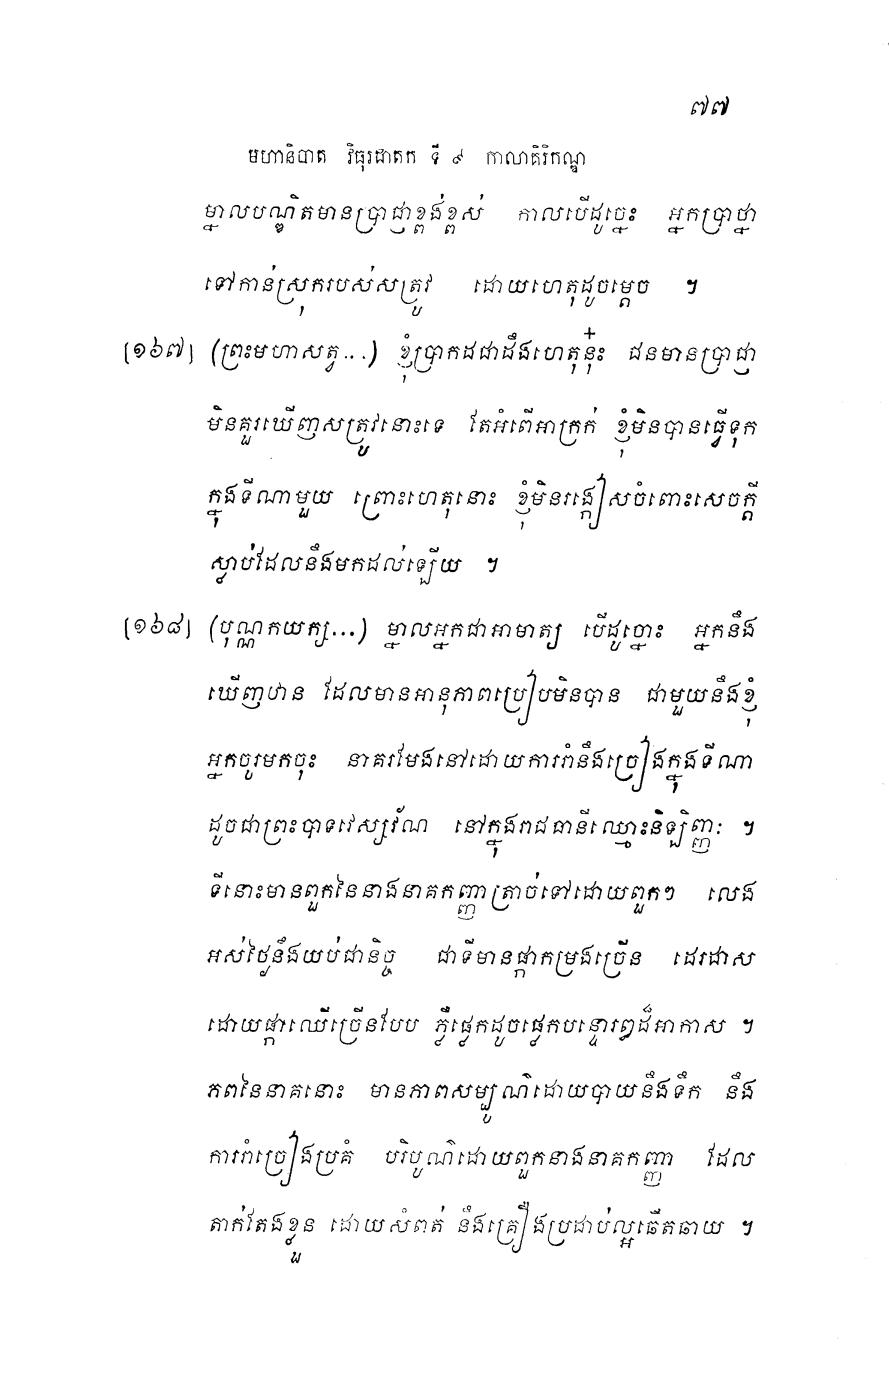 ៧៧
មហានិបាត វិធុរជាតក ទី ៩ កាលាគិរិកណ្ឌ
ម្នាលបណ្ឌិតមានប្រាជ្ញាខ្ពង់ខ្ពស់ កាលបើដូច្នេះ អ្នកប្រាថ្នា
ទៅកាន់ស្រុករបស់សត្រូវ ដោយហេតុដូចម្តេច ។
[១៦៧] (ព្រះមហាសត្វ...) ខ្ញុំប្រាកដជាដឹងហេតុនុ៎ះ ជនមានប្រាជ្ញា
មិនគួរឃើញសត្រូវនោះទេ តែអំពើអាក្រក់ ខ្ញុំមិនបានធ្វើទុក
ក្នុងទីណាមួយ ព្រោះហេតុនោះ ខ្ញុំមិនរង្កៀសចំពោះសេចក្តី
ស្លាប់ដែលនឹងមកដល់ឡើយ ។
[១៦៨] (បុណ្ណកយក្ស...) ម្នាលអ្នកជាអាមាត្យ បើដូច្នោះ អ្នកនឹង
ឃើញឋាន ដែលមានអានុភាពប្រៀបមិនបាន ជាមួយនឹងខ្ញុំ
អ្នកចូរមកចុះ នាគរមែងនៅដោយការរាំនឹងច្រៀងក្នុងទីណា
ដូចជាព្រះបាទវេស្សវ័ណ នៅក្នុងរាជធានីឈ្មោះនិឡិញ្ញៈ ។
ទីនោះមានពួកនៃនាងនាគកញ្ញាត្រាច់ទៅដោយពួកៗ លេង
អស់ថ្ងៃនឹងយប់ជានិច្ច ជាទីមានផ្កាកម្រងច្រើន ដេរដាស
ដោយផ្កាឈើច្រើនបែប ភ្លឺផ្លេកដូចផ្លេកបន្ទោរឰដ៏អាកាស ។
ភពនៃនាគនោះ មានភាពសម្បូណ៌ដោយបាយនឹងទឹក នឹង
ការរាំច្រៀងប្រគំ បរិបូណ៌ដោយពួកនាងនាគកញ្ញា ដែល
តាក់តែងខ្លួន ដោយសំពត់ នឹងគ្រឿងប្រដាប់ល្អឆើតឆាយ ។